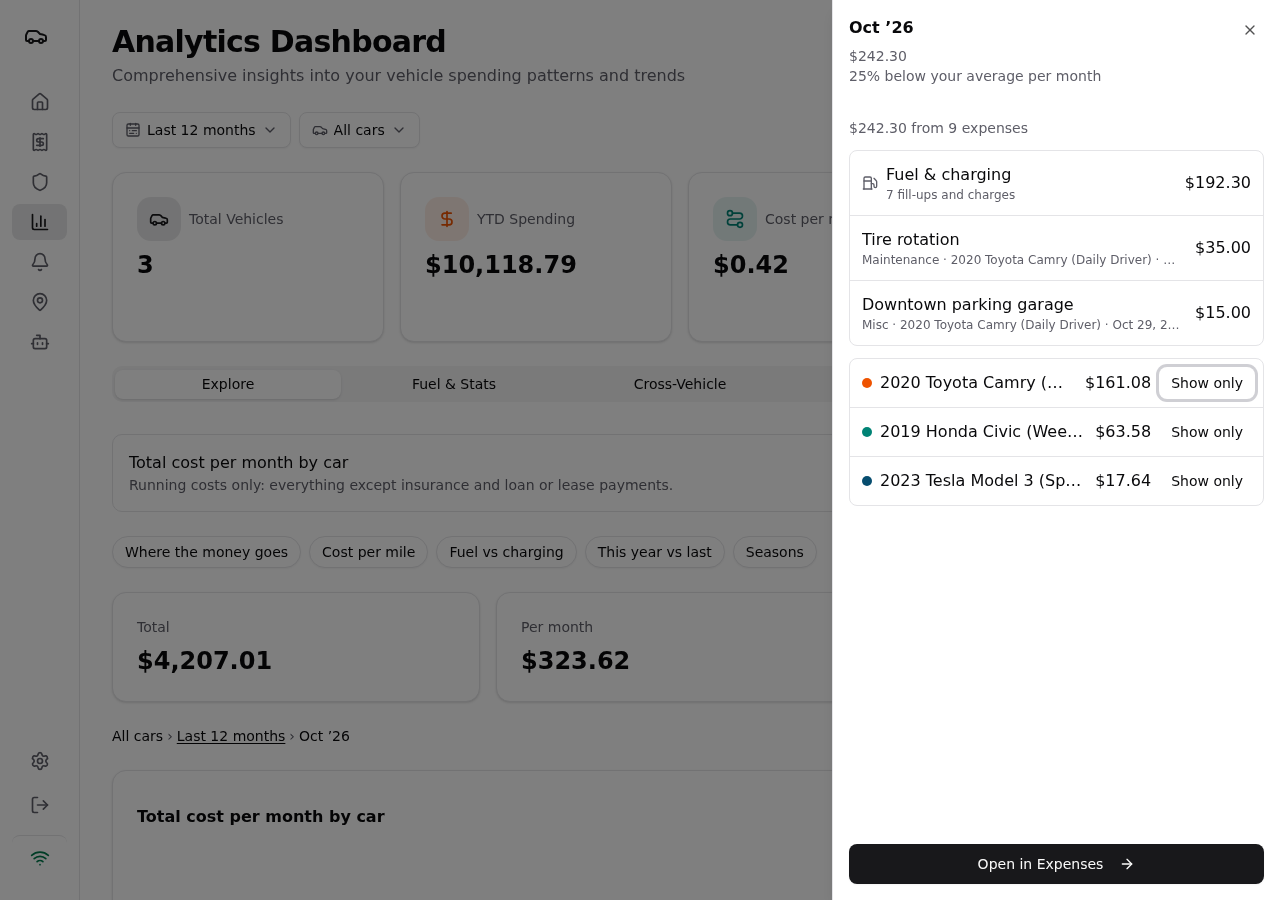 Analytics Dashboard
Comprehensive insights into your vehicle spending patterns and trends
Last 12 months
All cars
Total Vehicles
3
YTD Spending
$10,118.79
Cost per
$0.42
Explore
Fuel & Stats
Cross-Vehicle
Total cost per month by car
Running costs only: everything except insurance and loan or lease payments.
Where the money goes
Cost per mile
Fuel vs charging
This year vs last
Seasons
Total
$4,207.01
Per month
$323.62
All cars › Last 12 months › Oct ’26
Total cost per month by car
Oct ’26
$242.30
25% below your average per month
$242.30 from 9 expenses
Fuel & charging
7 fill-ups and charges
$192.30
Tire rotation
Maintenance · 2020 Toyota Camry (Daily Driver) · …
$35.00
Downtown parking garage
Misc · 2020 Toyota Camry (Daily Driver) · Oct 29, 2…
$15.00
2020 Toyota Camry (… $161.08 Show only
2019 Honda Civic (Wee… $63.58 Show only
2023 Tesla Model 3 (Sp… $17.64 Show only
Open in Expenses